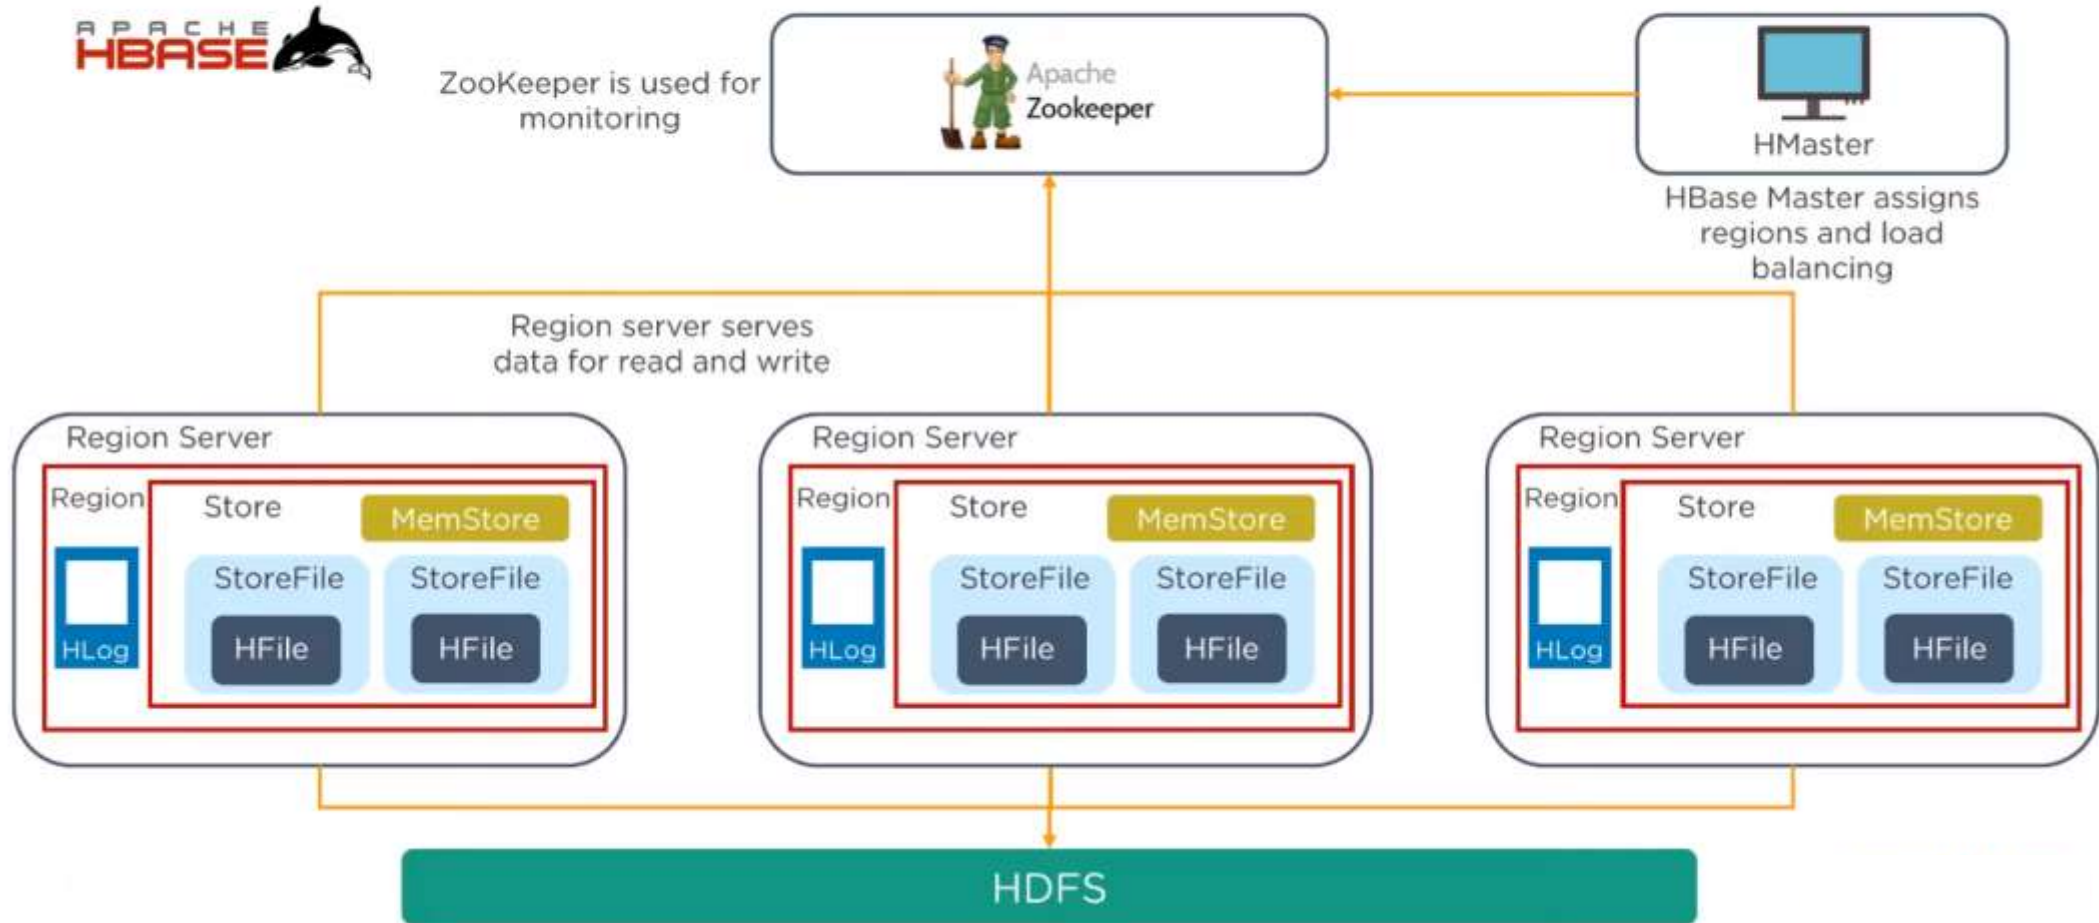 APACHE
HBASE
ZooKeeper is used for
monitoring
Apache
Zookeeper
HMaster
HBase Master assigns
regions and load
balancing
Region server serves
data for read and write
Region Server
Region
Store
MemStore
StoreFile
StoreFile
HFile
HFile
HLog
Region Server
Region
Store
MemStore
StoreFile
StoreFile
HFile
HFile
HLog
Region Server
Region
Store
MemStore
StoreFile
StoreFile
HFile
HFile
HLog
HDFS